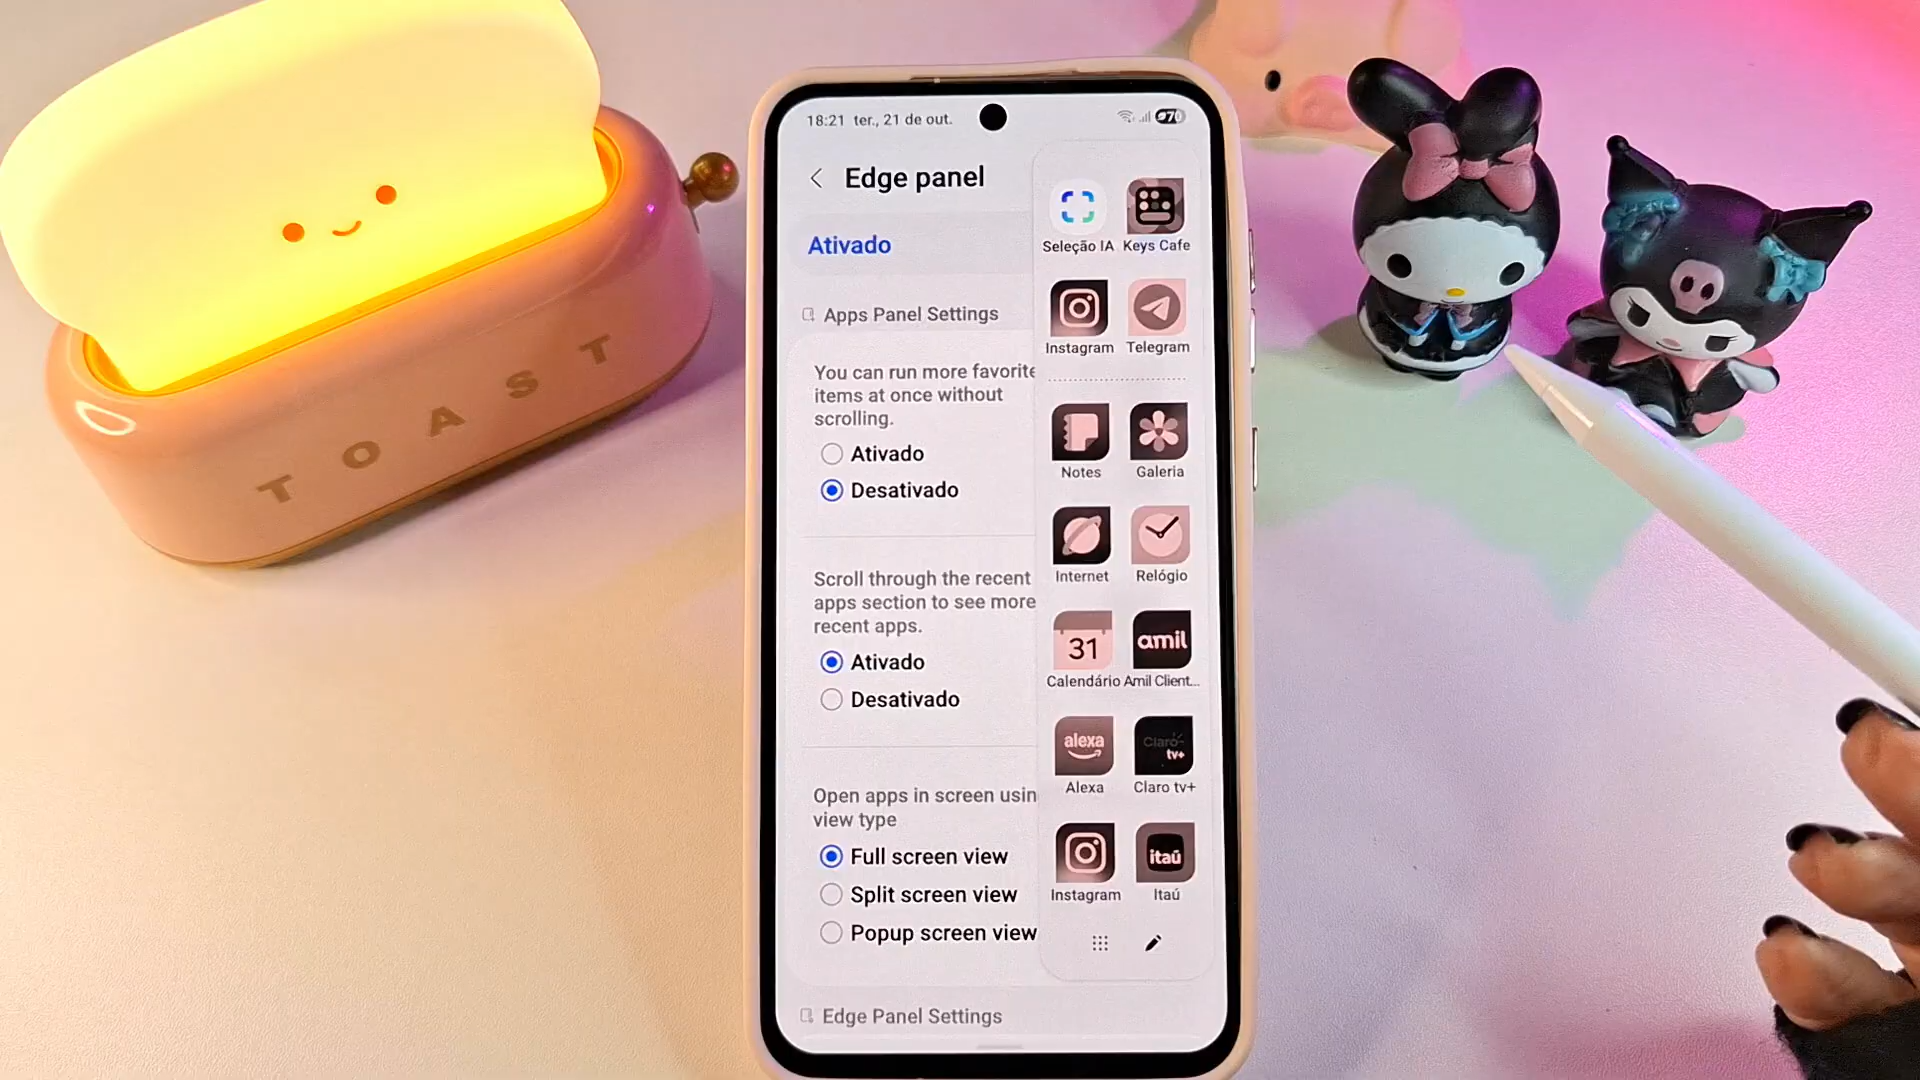 TOAST
18:21 ter., 21 de out.
70
Edge panel
Ativado
Apps Panel Settings
You can run more favorite
items at once without
scrolling.
Ativado
Desativado
Scroll through the recent
apps section to see more
recent apps.
Ativado
Desativado
Open apps in screen usin
view type
Full screen view
Split screen view
Popup screen view
Edge Panel Settings
Seleção IA Keys Cafe
Instagram Telegram
Notes Galeria
Internet Relógio
31 amil
Calendário Amil Client...
alexa Claro tv+
Alexa Claro tv+
itaú
Instagram Itaú